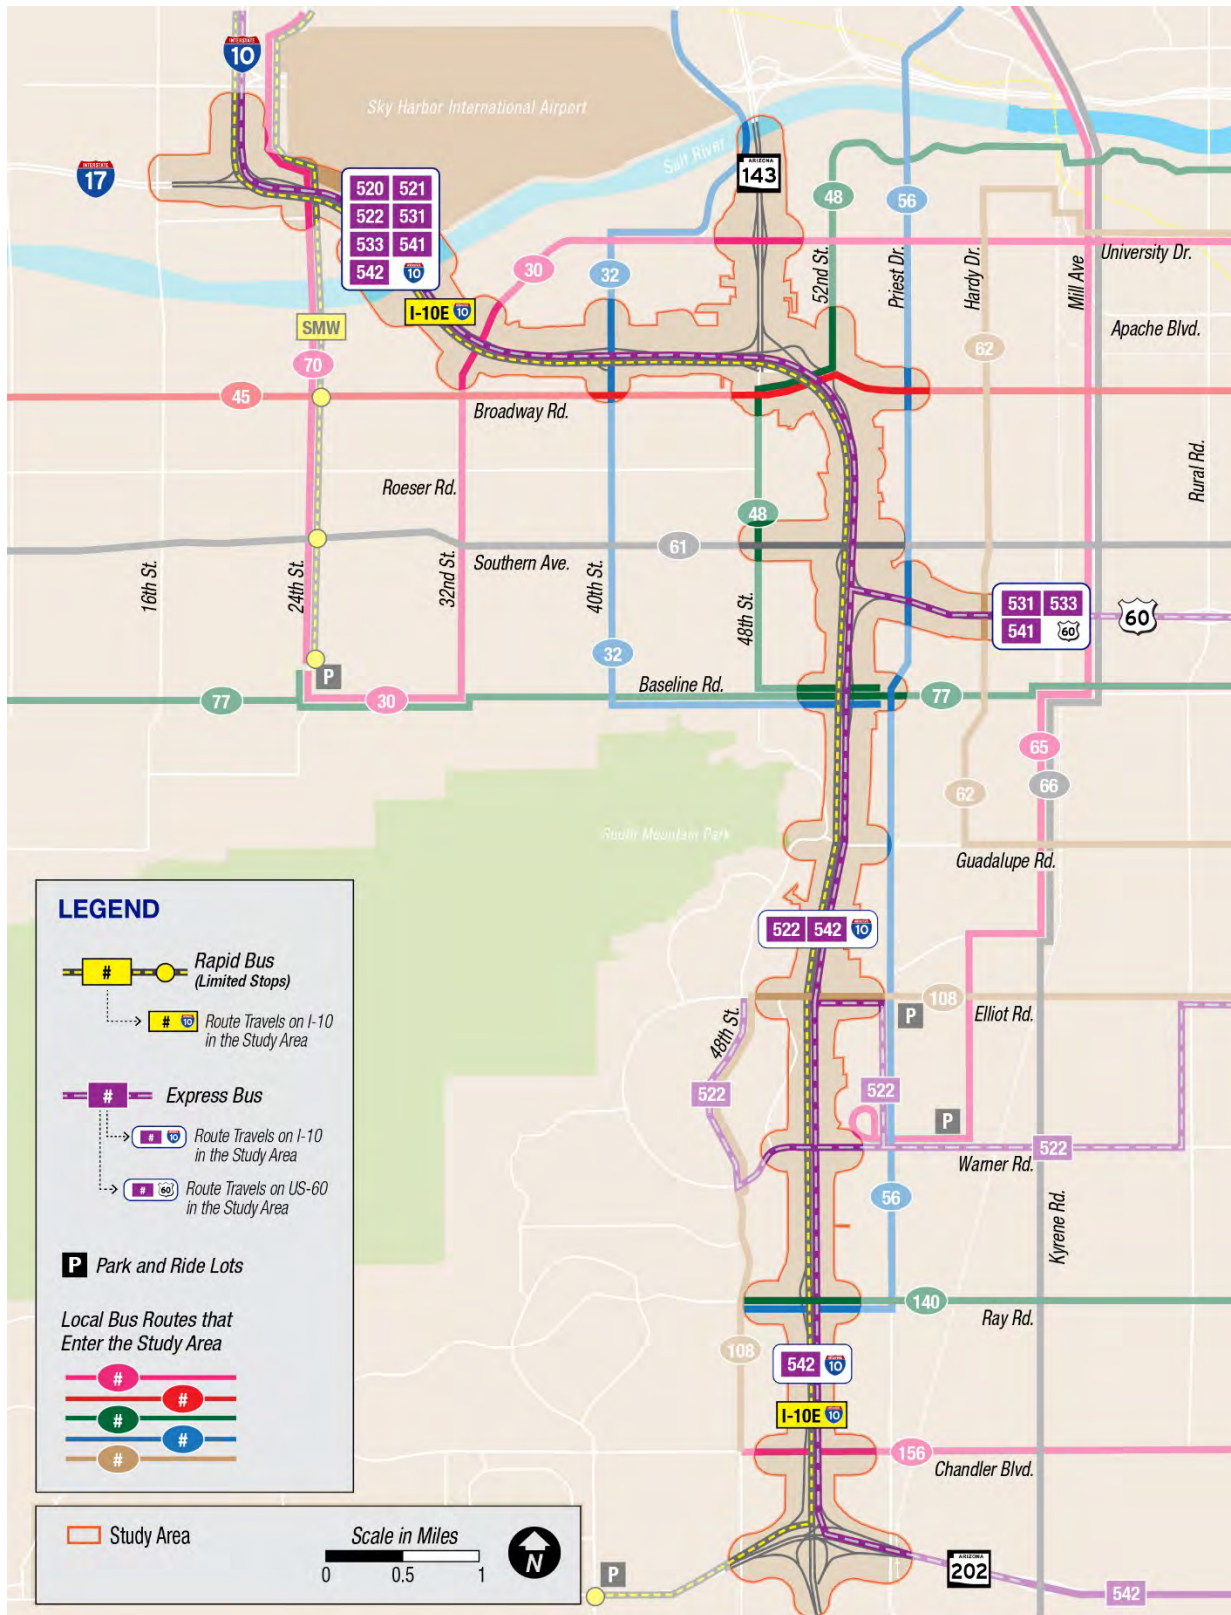 INTERSTATE
10
Sky Harbor International Airport
INTERSTATE
17
Salt River
ARIZONA
143
520 521
522 531
533 541
542 10
I-10E 10
SMW
70
30
32
48
56
52nd St.
Priest Dr.
Hardy Dr.
Mill Ave
University Dr.
Apache Blvd.
62
45
Broadway Rd.
Roeser Rd.
Rural Rd.
48
61
Southern Ave.
16th St.
24th St.
32nd St.
40th St.
48th St.
531 533
541 60
60
32
P
Baseline Rd.
77
30
77
65
66
62
South Mountain Park
Guadalupe Rd.
522 542 10
108
Elliot Rd.
P
48th St.
522
522
P
522
Warner Rd.
56
Kyrene Rd.
140
Ray Rd.
108
542 10
I-10E 10
156
Chandler Blvd.
ARIZONA
202
542
P
LEGEND
#
Rapid Bus
(Limited Stops)
# 10
Route Travels on I-10
in the Study Area
#
Express Bus
# 10
Route Travels on I-10
in the Study Area
# 60
Route Travels on US-60
in the Study Area
P Park and Ride Lots
Local Bus Routes that
Enter the Study Area
#
#
#
#
#
Study Area
Scale in Miles
0 0.5 1
N